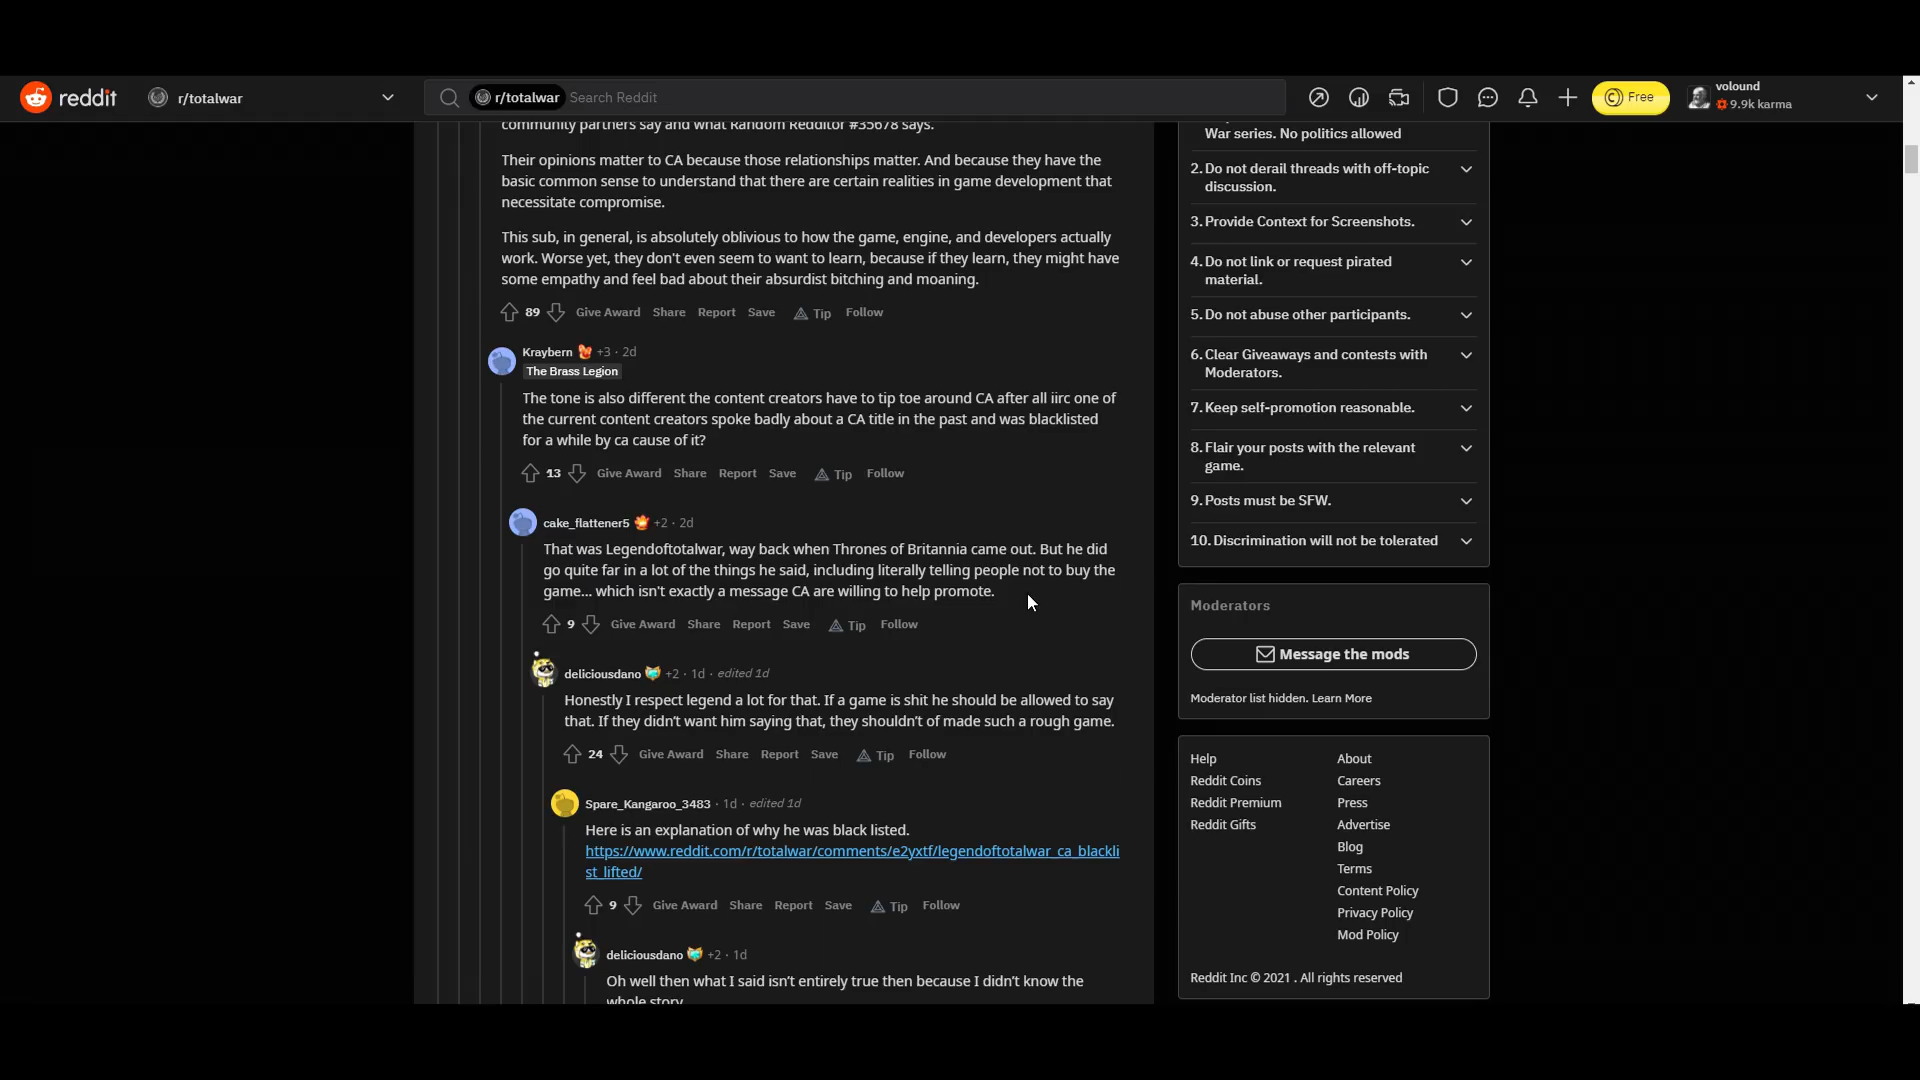 reddit
r/totalwar
r/totalwar Search Reddit
Free
volound
9.9k karma
community partners say and what Random Redditor #35678 says.
Their opinions matter to CA because those relationships matter. And because they have the
basic common sense to understand that there are certain realities in game development that
necessitate compromise.
This sub, in general, is absolutely oblivious to how the game, engine, and developers actually
work. Worse yet, they don't even seem to want to learn, because if they learn, they might have
some empathy and feel bad about their absurdist bitching and moaning.
89 Give Award Share Report Save Tip Follow
Kraybern +3 · 2d
The Brass Legion
The tone is also different the content creators have to tip toe around CA after all iirc one of
the current content creators spoke badly about a CA title in the past and was blacklisted
for a while by ca cause of it?
13 Give Award Share Report Save Tip Follow
cake_flattener5 +2 · 2d
That was Legendoftotalwar, way back when Thrones of Britannia came out. But he did
go quite far in a lot of the things he said, including literally telling people not to buy the
game... which isn't exactly a message CA are willing to help promote.
9 Give Award Share Report Save Tip Follow
deliciousdano +2 · 1d · edited 1d
Honestly I respect legend a lot for that. If a game is shit he should be allowed to say
that. If they didn't want him saying that, they shouldn't of made such a rough game.
24 Give Award Share Report Save Tip Follow
Spare_Kangaroo_3483 · 1d · edited 1d
Here is an explanation of why he was black listed.
https://www.reddit.com/r/totalwar/comments/e2yxtf/legendoftotalwar_ca_blackli
st_lifted/
9 Give Award Share Report Save Tip Follow
deliciousdano +2 · 1d
Oh well then what I said isn't entirely true then because I didn't know the
whole story
War series. No politics allowed
2. Do not derail threads with off-topic
discussion.
3. Provide Context for Screenshots.
4. Do not link or request pirated
material.
5. Do not abuse other participants.
6. Clear Giveaways and contests with
Moderators.
7. Keep self-promotion reasonable.
8. Flair your posts with the relevant
game.
9. Posts must be SFW.
10. Discrimination will not be tolerated
Moderators
Message the mods
Moderator list hidden. Learn More
Help About
Reddit Coins Careers
Reddit Premium Press
Reddit Gifts Advertise
Blog
Terms
Content Policy
Privacy Policy
Mod Policy
Reddit Inc © 2021 . All rights reserved